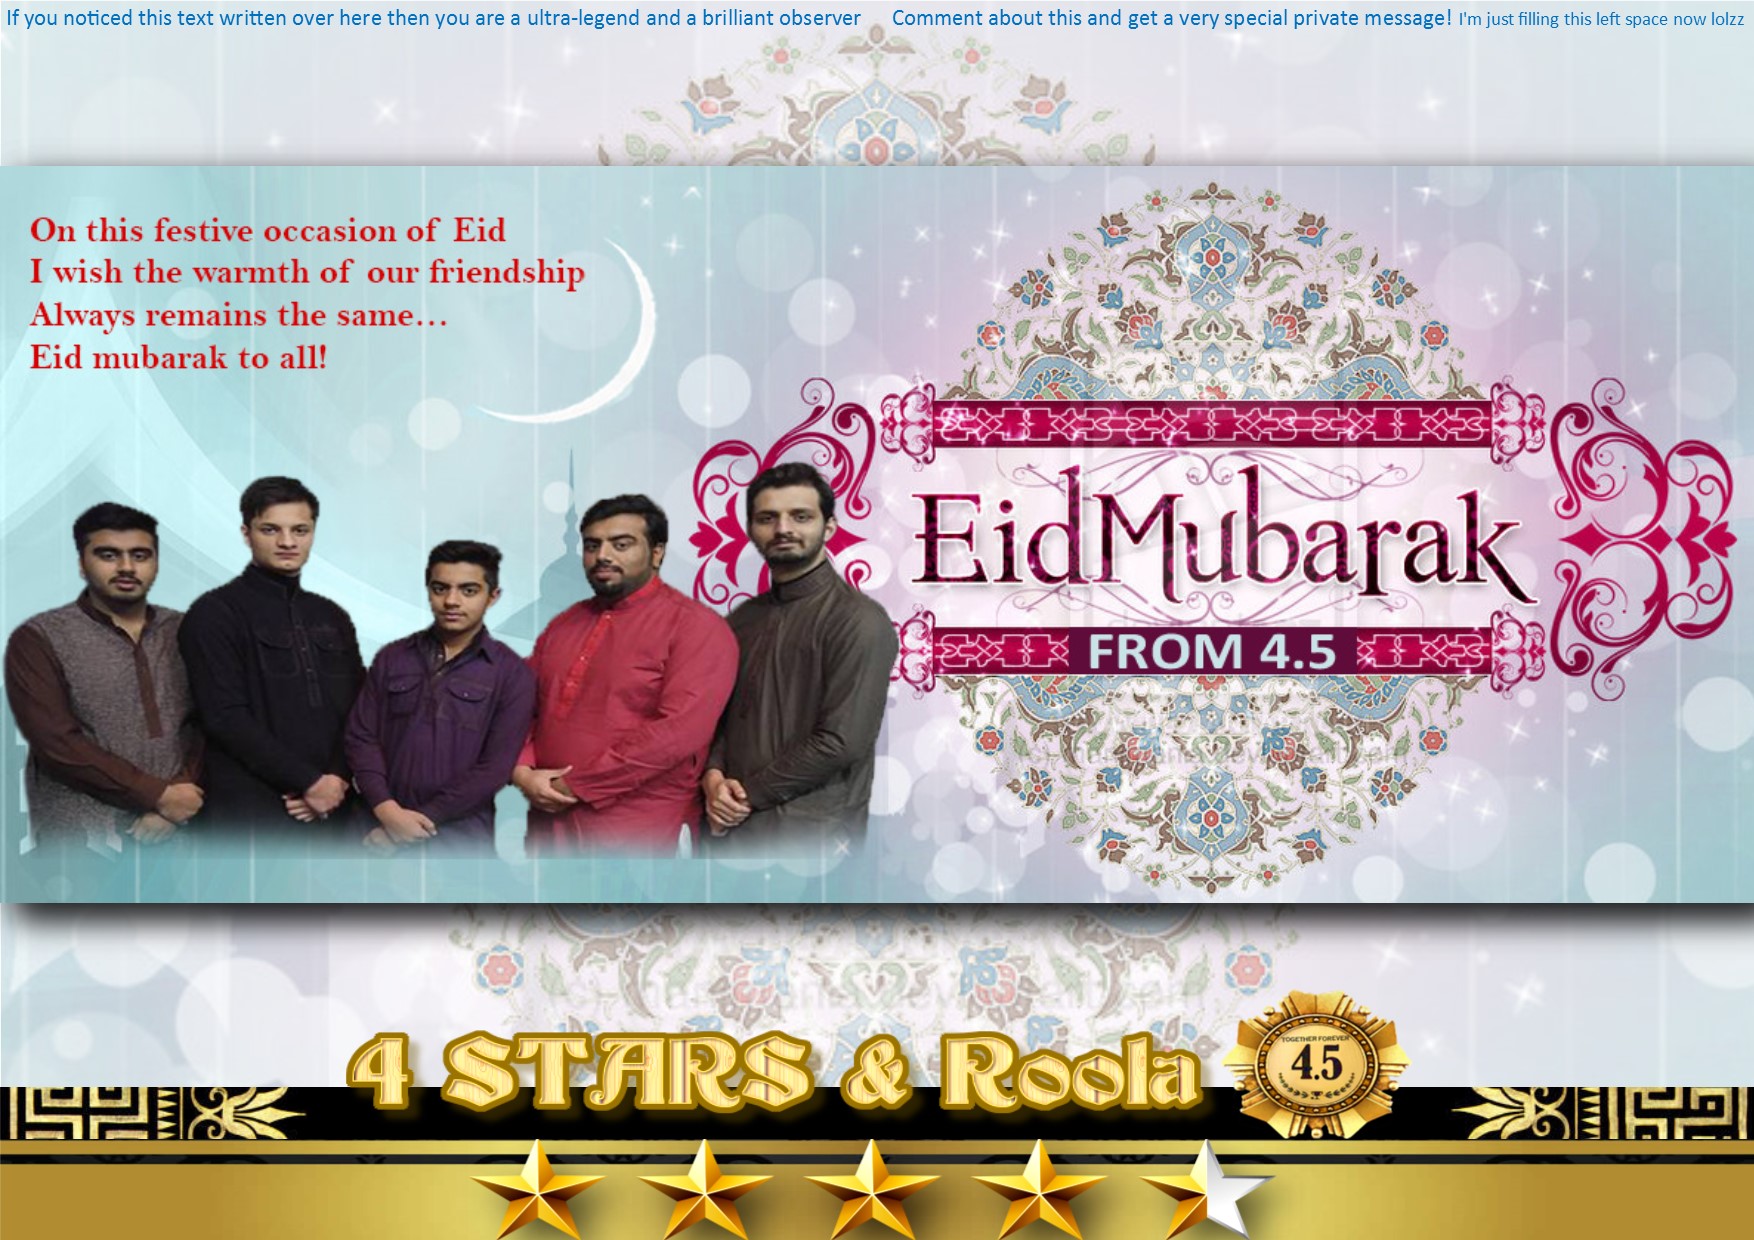 If you noticed this text written over here then you are a ultra-legend and a brilliant observer
Comment about this and get a very special private message! I'm just filling this left space now lolzz
On this festive occasion of Eid
I wish the warmth of our friendship
Always remains the same...
Eid mubarak to all!
EidMubarak
FROM 4.5
4 STARS & Roola
TOGETHER FOREVER
4.5